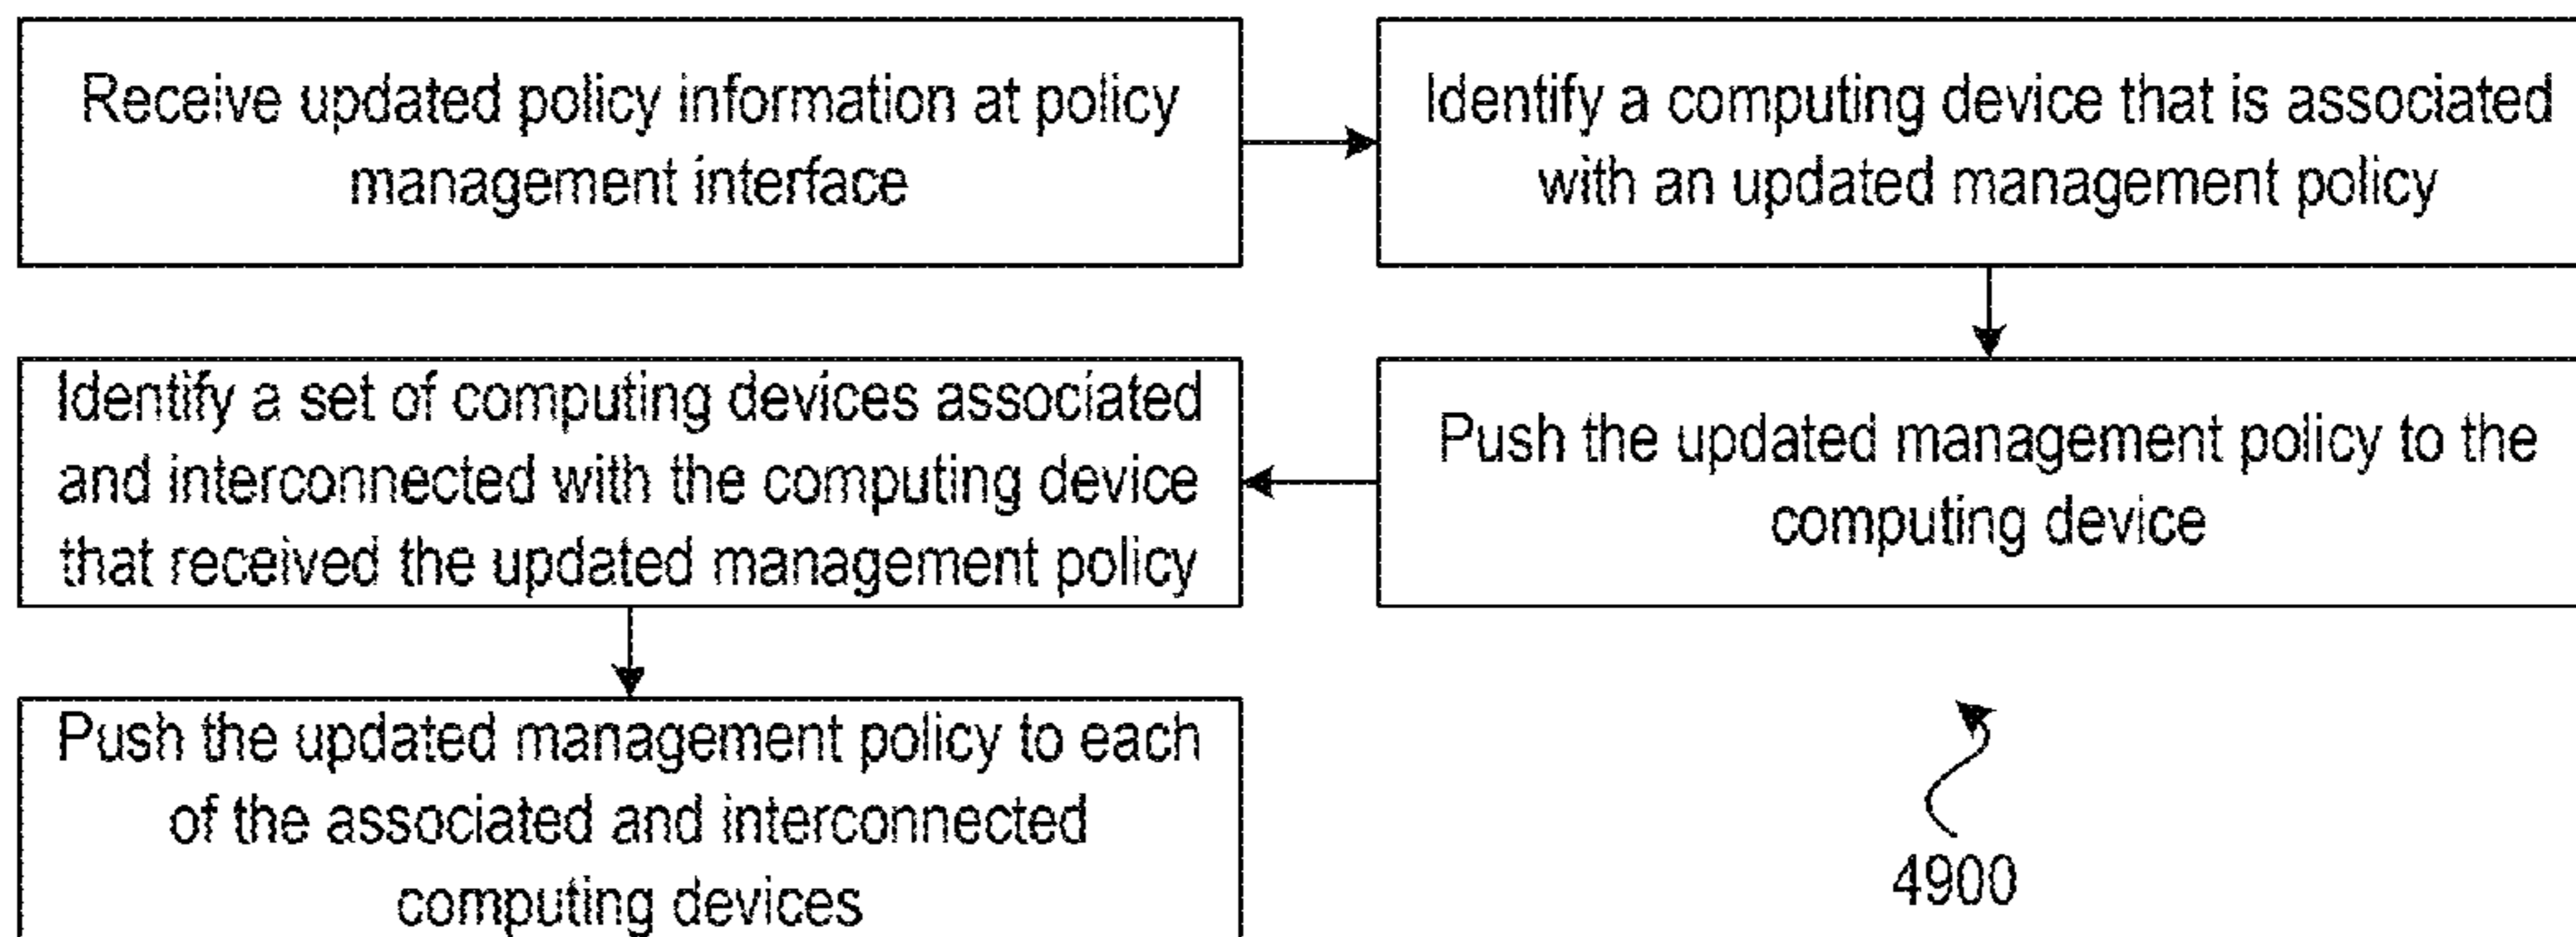 Receive updated policy information at policy
management interface
Identify a computing device that is associated
with an updated management policy
Push the updated management policy to the
computing device
Identify a set of computing devices associated
and interconnected with the computing device
that received the updated management policy
Push the updated management policy to each
of the associated and interconnected
computing devices
4900